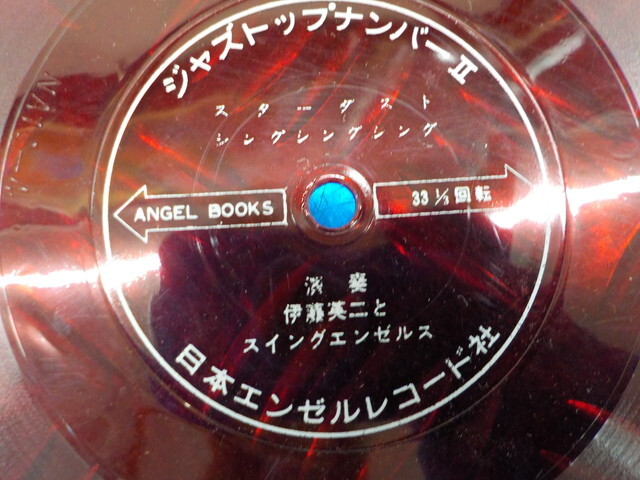 ジャズトップナンバーII
スターダスト
シングシングシング
ANGEL BOOKS
33 1/3 回転
演奏
伊藤英二と
スイングエンゼルス
日本エンゼルレコード社